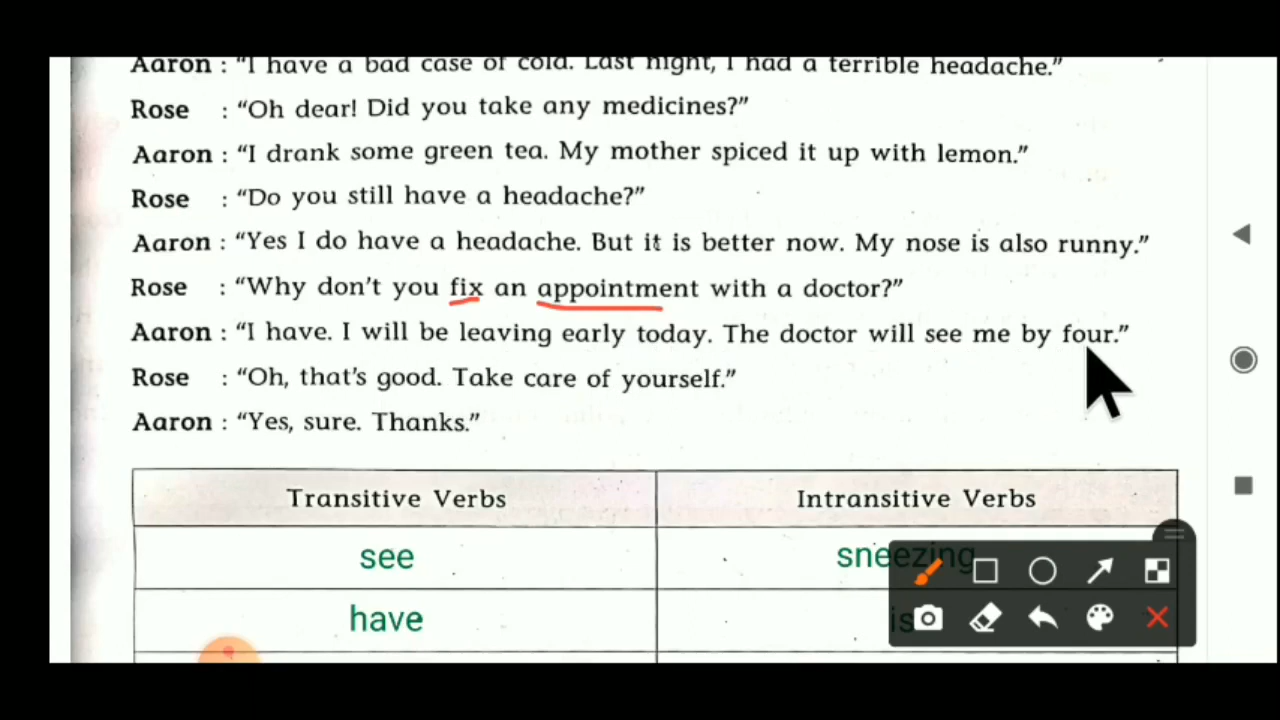 Aaron : “I have a bad case of cold. Last night, I had a terrible headache.”
Rose : “Oh dear! Did you take any medicines?”
Aaron : “I drank some green tea. My mother spiced it up with lemon.”
Rose : “Do you still have a headache?”
Aaron : “Yes I do have a headache. But it is better now. My nose is also runny.”
Rose : “Why don’t you fix an appointment with a doctor?”
Aaron : “I have. I will be leaving early today. The doctor will see me by four.”
Rose : “Oh, that’s good. Take care of yourself.”
Aaron : “Yes, sure. Thanks.”
Transitive Verbs Intransitive Verbs
see sneezing
have is